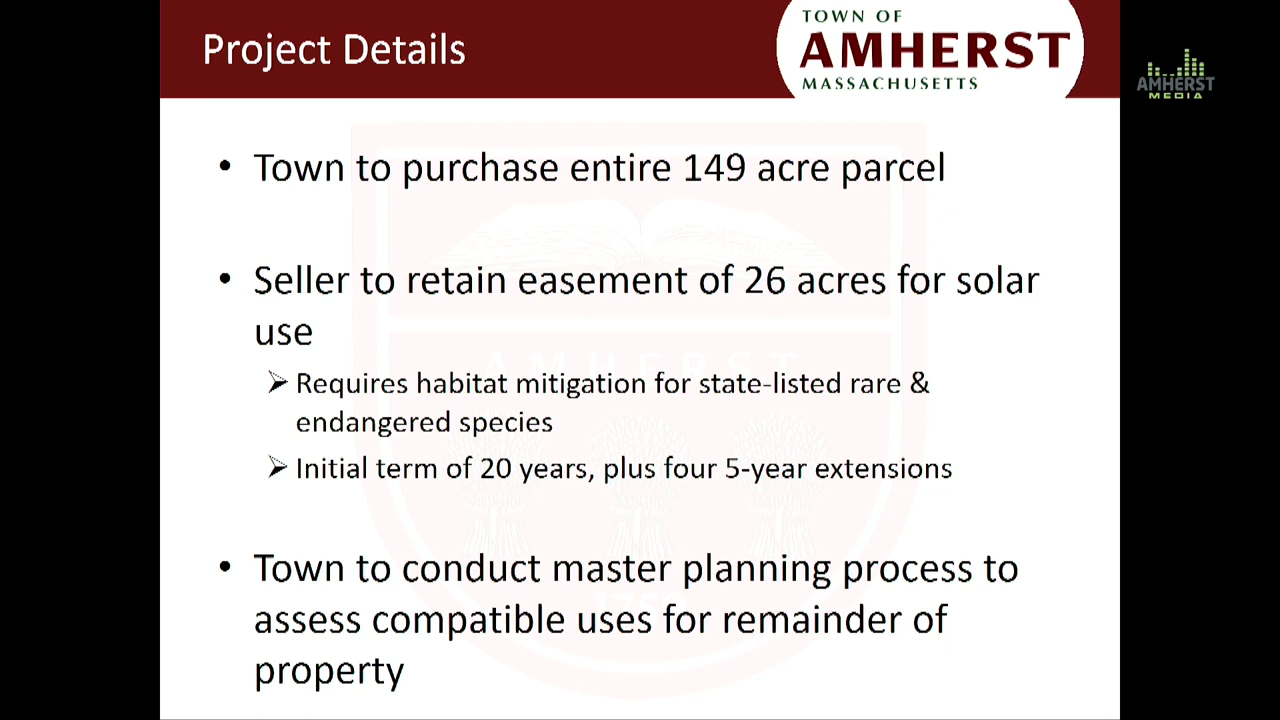 Project Details
TOWN OF
AMHERST
MASSACHUSETTS
AMHERST
MEDIA
• Town to purchase entire 149 acre parcel
• Seller to retain easement of 26 acres for solar
use
➢ Requires habitat mitigation for state-listed rare &
endangered species
➢ Initial term of 20 years, plus four 5-year extensions
AMHERST
• Town to conduct master planning process to
assess compatible uses for remainder of
property